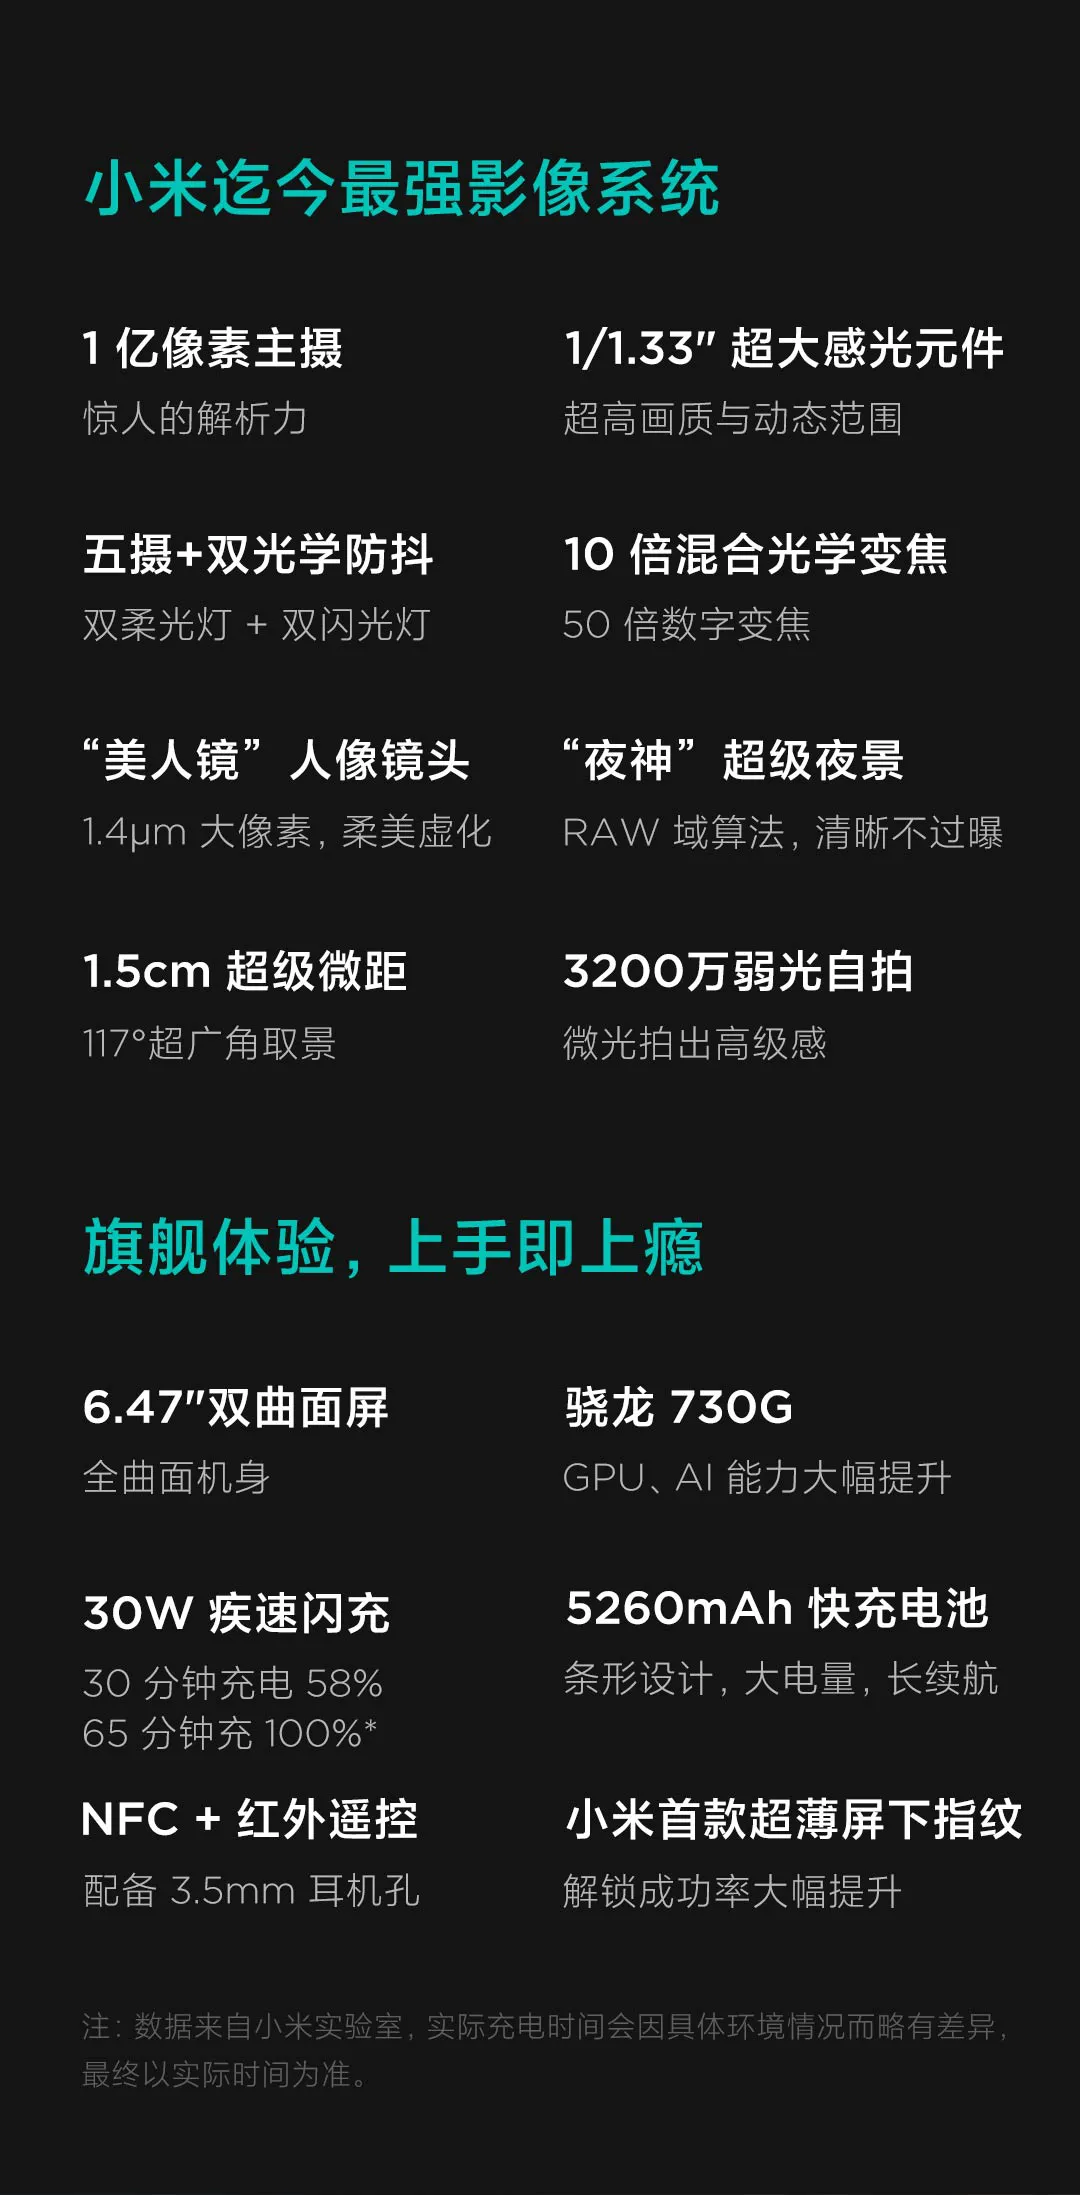 小米迄今最强影像系统
1 亿像素主摄
惊人的解析力
1/1.33" 超大感光元件
超高画质与动态范围
五摄+双光学防抖
双柔光灯 + 双闪光灯
10 倍混合光学变焦
50 倍数字变焦
“美人镜”人像镜头
1.4μm 大像素，柔美虚化
“夜神”超级夜景
RAW 域算法，清晰不过曝
1.5cm 超级微距
117°超广角取景
3200万弱光自拍
微光拍出高级感
旗舰体验，上手即上瘾
6.47"双曲面屏
全曲面机身
骁龙 730G
GPU、AI 能力大幅提升
30W 疾速闪充
30 分钟充电 58%
65 分钟充 100%*
5260mAh 快充电池
条形设计，大电量，长续航
NFC + 红外遥控
配备 3.5mm 耳机孔
小米首款超薄屏下指纹
解锁成功率大幅提升
注：数据来自小米实验室，实际充电时间会因具体环境情况而略有差异，
最终以实际时间为准。